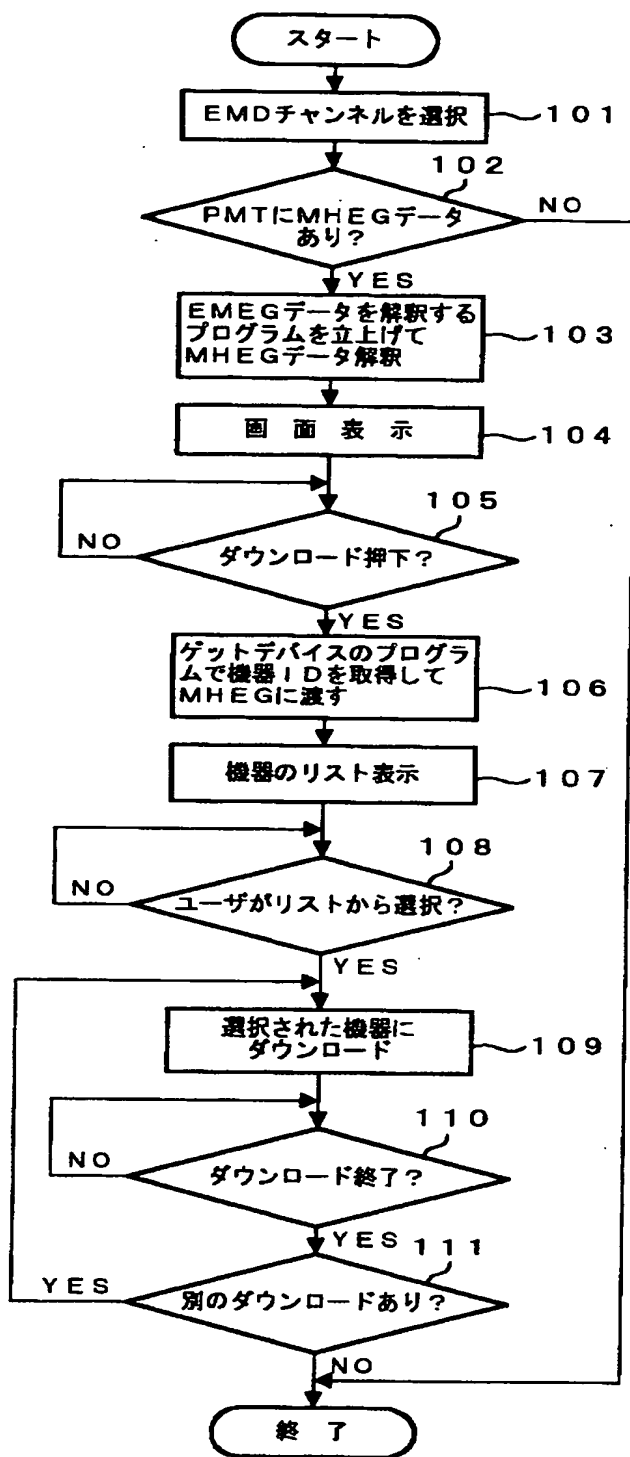 スタート
EMDチャンネルを選択
101
102
PMTにMHEGデータ
あり?
NO
YES
EMEGデータを解釈する
プログラムを立上げて
MHEGデータ解釈
103
画面表示
104
105
NO
ダウンロード押下?
YES
ゲットデバイスのプログラ
ムで機器IDを取得して
MHEGに渡す
106
機器のリスト表示
107
108
NO
ユーザがリストから選択?
YES
選択された機器に
ダウンロード
109
110
NO
ダウンロード終了?
YES
111
YES
別のダウンロードあり?
NO
終了